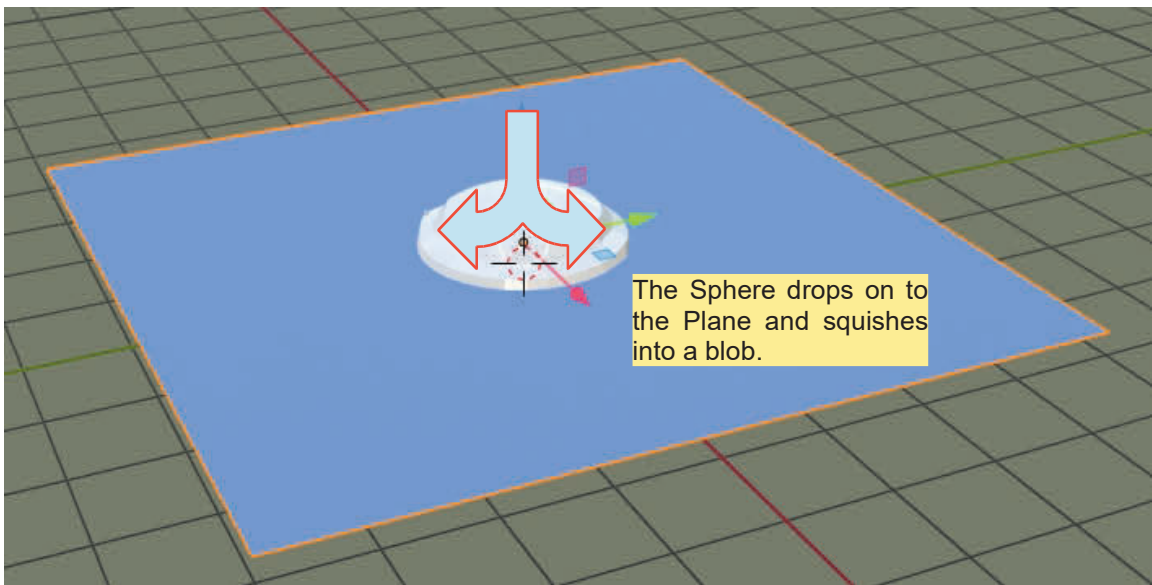 The Sphere drops on to
the Plane and squishes
into a blob.